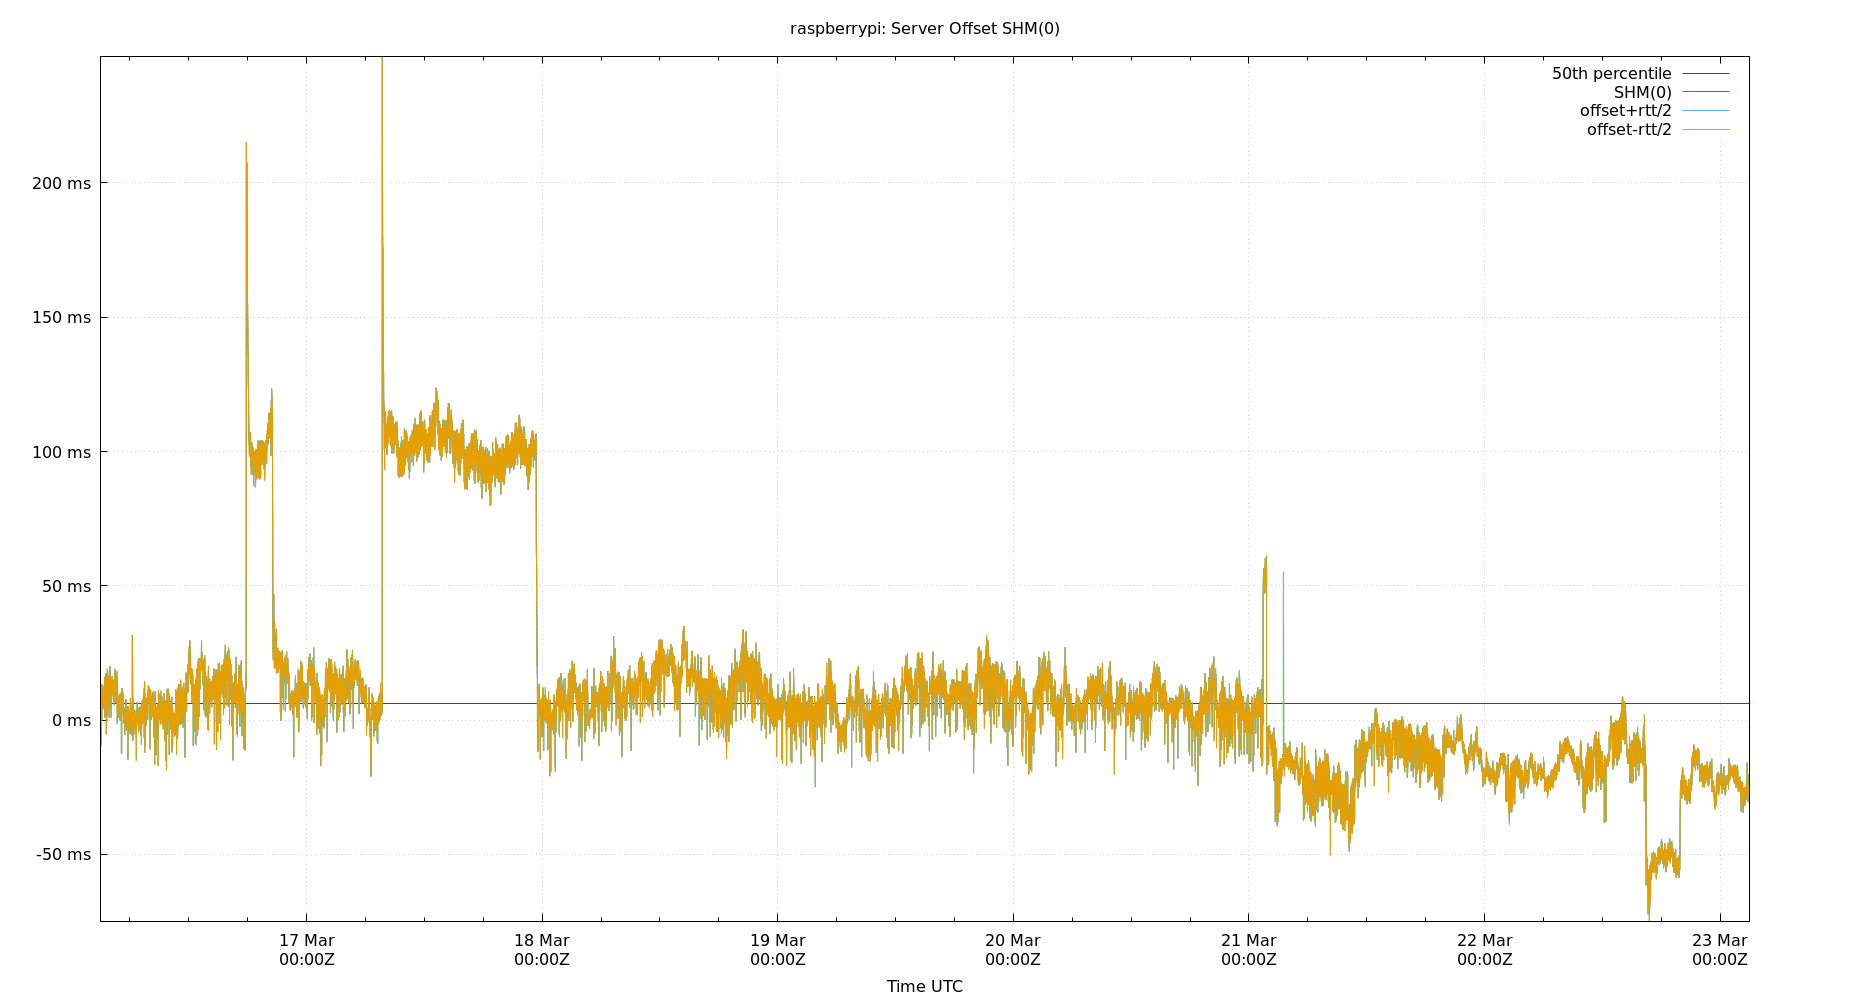 raspberrypi: Server Offset SHM(0)
50th percentile
SHM(0)
offset+rtt/2
offset-rtt/2
200 ms
150 ms
100 ms
50 ms
0 ms
-50 ms
17 Mar 18 Mar 19 Mar 20 Mar 21 Mar 22 Mar 23 Mar
00:00Z 00:00Z 00:00Z 00:00Z 00:00Z 00:00Z 00:00Z
Time UTC